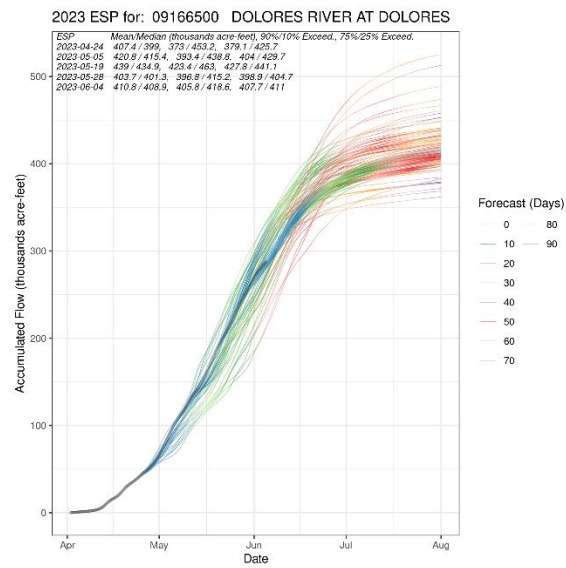 2023 ESP for:  09166500   DOLORES RIVER AT DOLORES
ESP Mean/Median (thousands acre-feet), 90%/10% Exceed., 75%/25% Exceed.
2023-04-24 407.4 / 399, 373 / 453.2, 379.1 / 425.7
2023-05-05 420.8 / 415.4, 393.4 / 438.8, 404 / 429.7
2023-05-19 439 / 434.9, 423.4 / 463, 427.8 / 441.1
2023-05-28 403.7 / 401.3, 396.8 / 415.2, 398.9 / 404.7
2023-06-04 410.8 / 408.9, 405.8 / 418.6, 407.7 / 411
Accumulated Flow (thousands acre-feet)
500
400
300
200
100
0
Apr May Jun Jul Aug
Date
Forecast (Days)
0 80
10 90
20
30
40
50
60
70